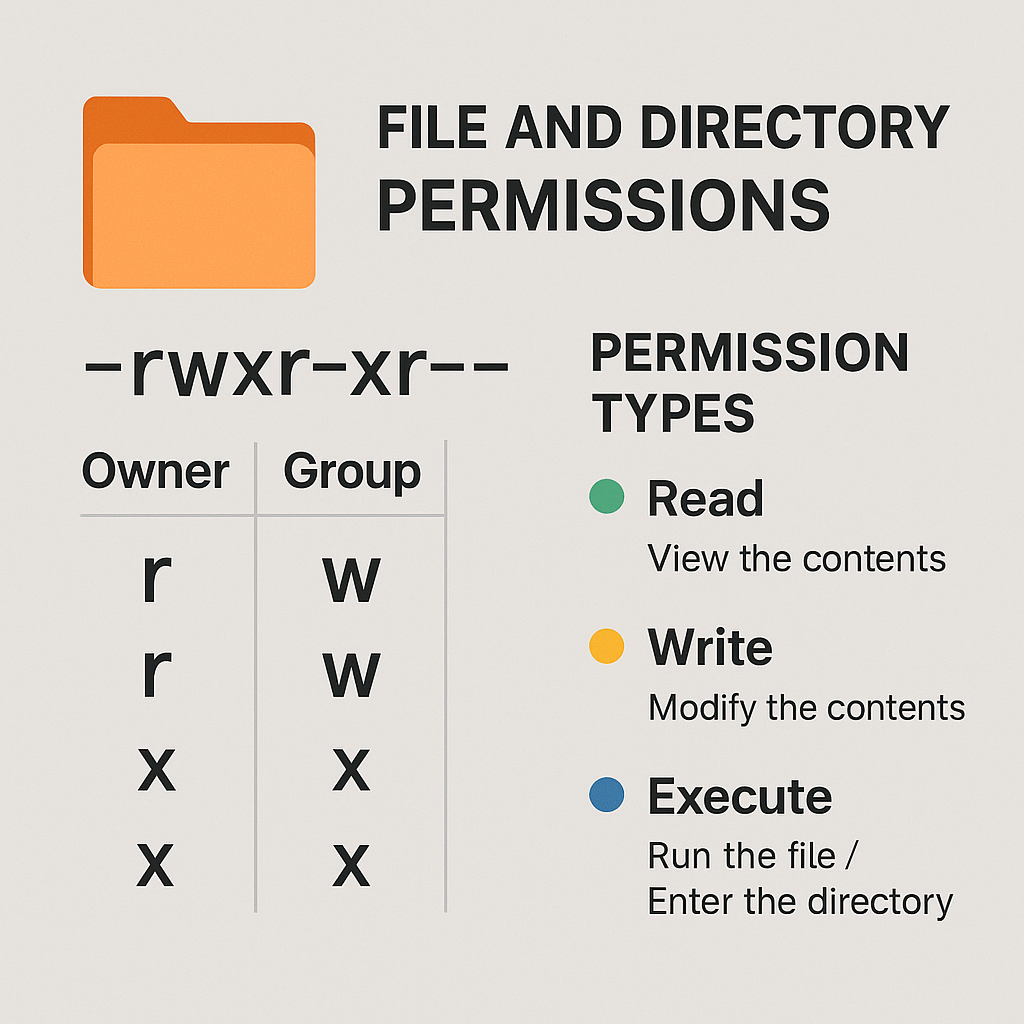 FILE AND DIRECTORY
PERMISSIONS
-rwxr-xr--
Owner Group
r w
r w
x x
x x
PERMISSION
TYPES
Read
View the contents
Write
Modify the contents
Execute
Run the file /
Enter the directory